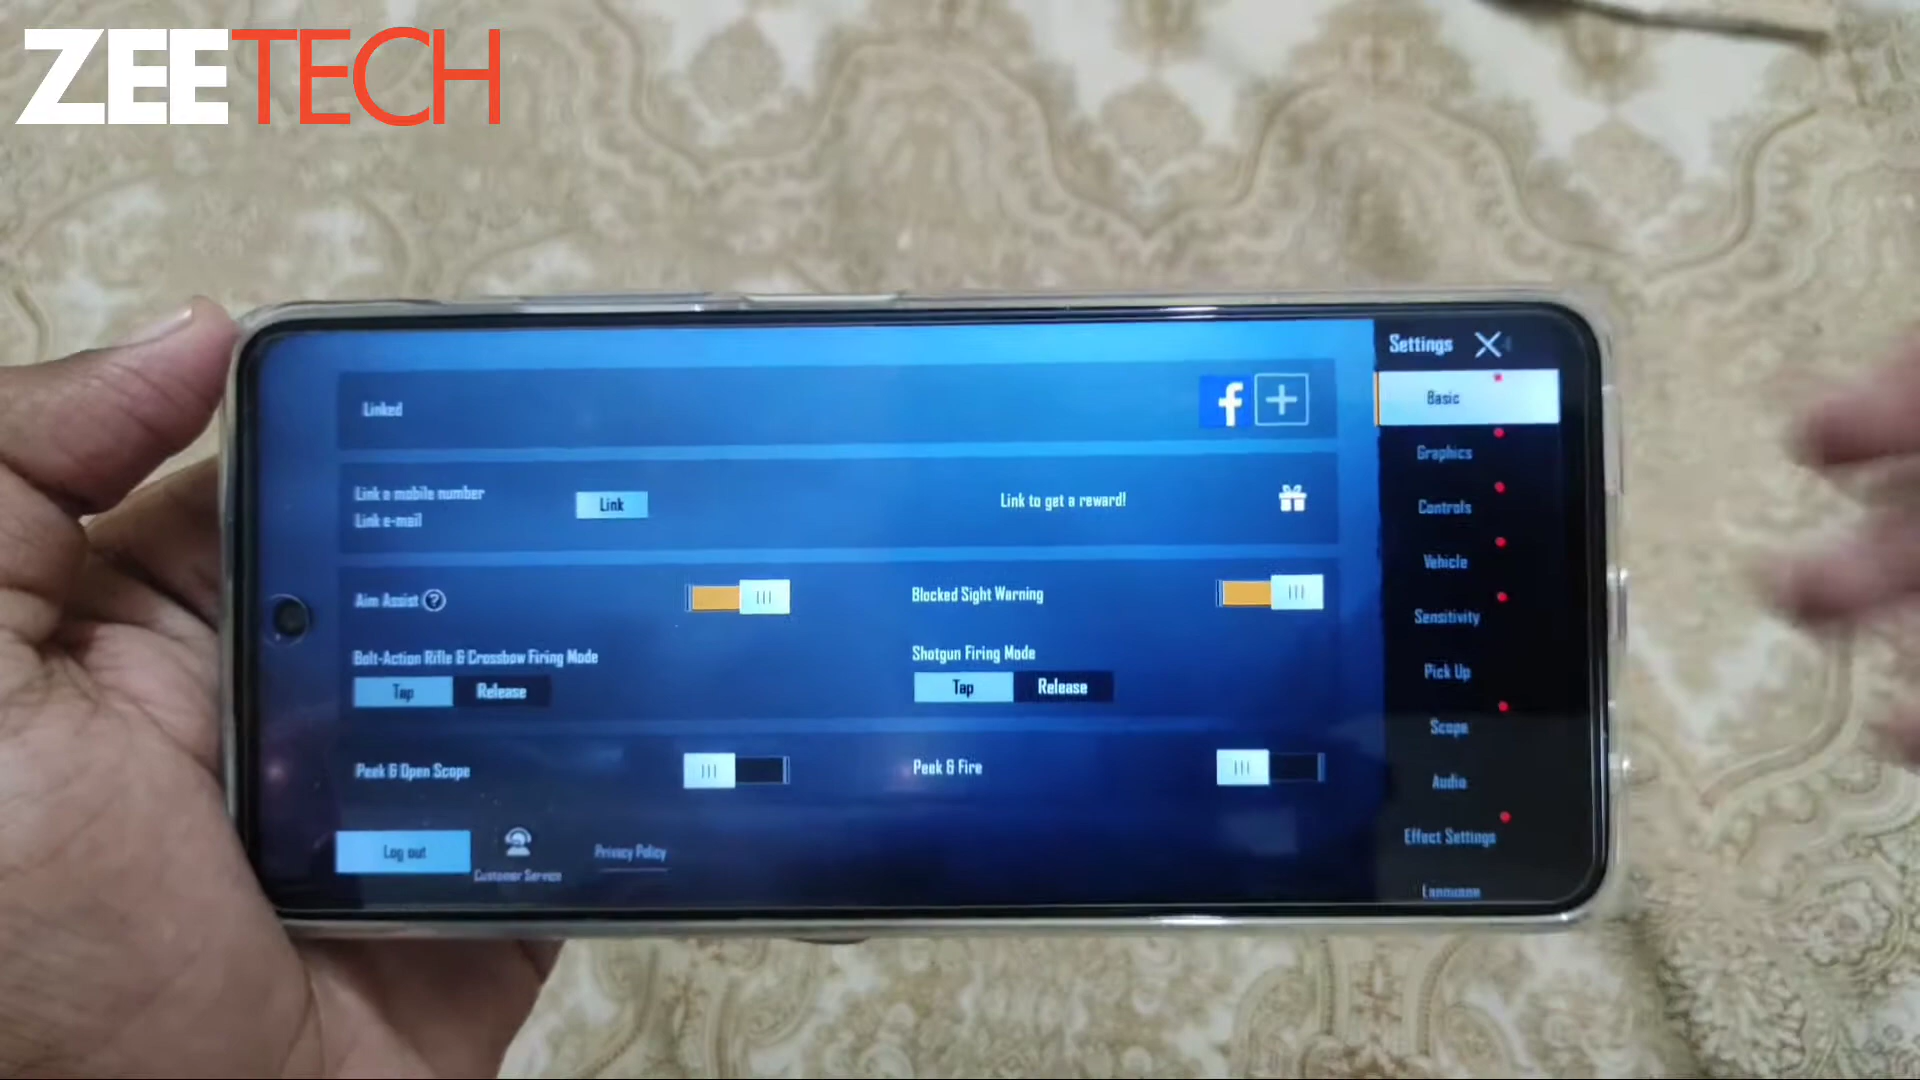 ZEETECH
Settings
Linked
Basic
Graphics
Link a mobile number
Link e-mail
Link
Link to get a reward!
Controls
Vehicle
Aim Assist ?
Blocked Sight Warning
Sensitivity
Bolt-Action Rifle & Crossbow Firing Mode
Tap Release
Shotgun Firing Mode
Tap Release
Pick Up
Scope
Peek & Open Scope
Peek & Fire
Audio
Effect Settings
Log out
Customer Service
Privacy Policy
Language